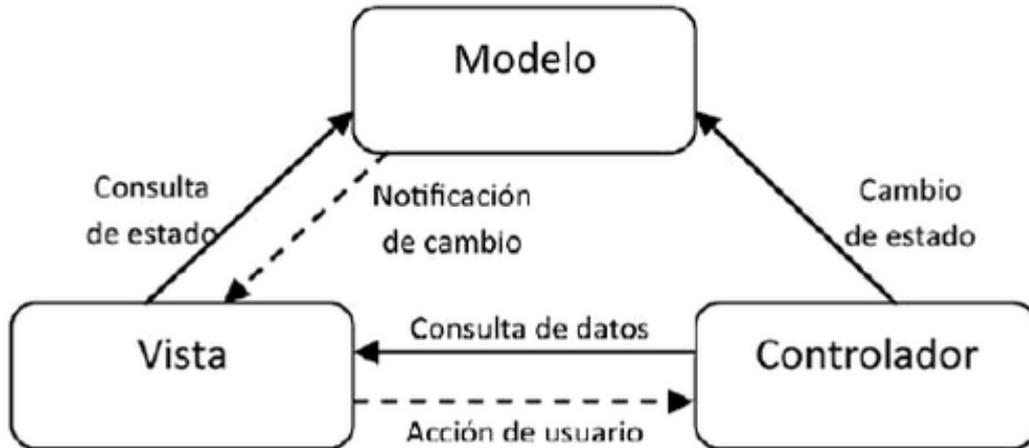 Modelo
Consulta
de estado
Notificación
de cambio
Cambio
de estado
Vista
Consulta de datos
Controlador
Acción de usuario